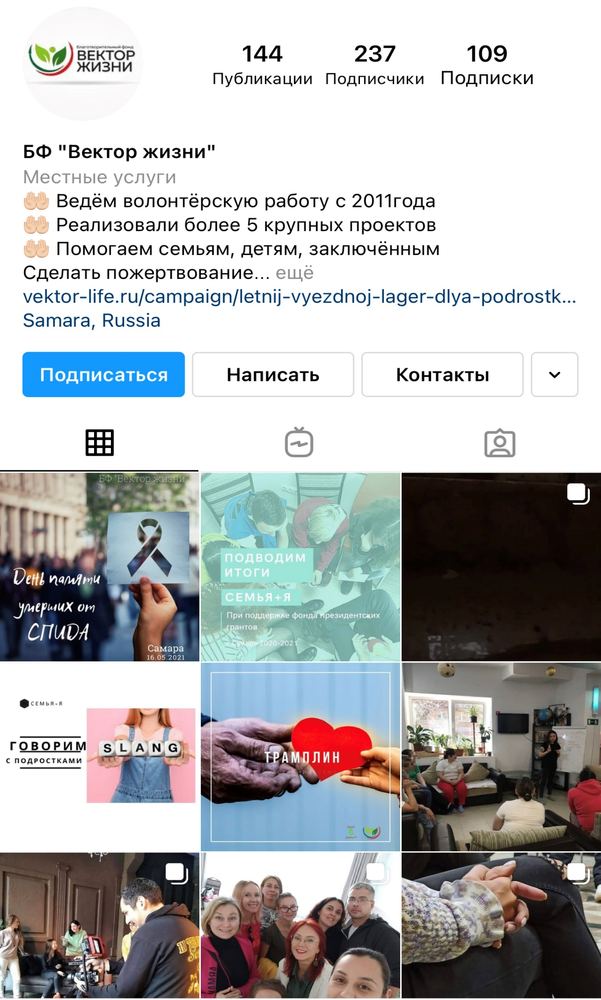 благотворительный фонд
ВЕКТОР
ЖИЗНИ
144
Публикации
237
Подписчики
109
Подписки
БФ "Вектор жизни"
Местные услуги
🤲🏻 Ведём волонтёрскую работу с 2011года
🤲🏻 Реализовали более 5 крупных проектов
🤲🏻 Помогаем семьям, детям, заключённым
Сделать пожертвование... ещё
vektor-life.ru/campaign/letnij-vyezdnoj-lager-dlya-podrostk...
Samara, Russia
Подписаться
Написать
Контакты
БФ "Вектор жизни"
День памяти
умерших от
СПИДА
Самара
16.05.2021
ПОДВОДИМ
ИТОГИ
СЕМЬЯ+Я
При поддержке фонда президентских
грантов
г Самара 2020-2021
СЕМЬЯ+Я
ГОВОРИМ
С ПОДРОСТКАМИ
SLANG
ТРАМПЛИН